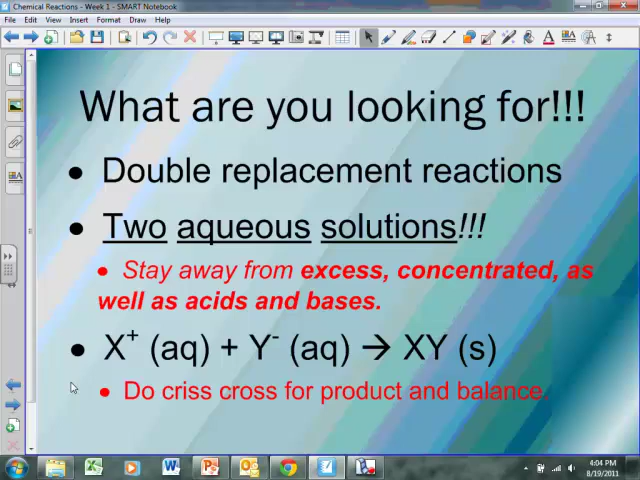 Chemical Reactions - Week 1 - SMART Notebook
File Edit View Insert Format Draw Help
What are you looking for!!!
• Double replacement reactions
• Two aqueous solutions!!!
• Stay away from excess, concentrated, as
well as acids and bases.
• X⁺ (aq) + Y⁻ (aq) → XY (s)
• Do criss cross for product and balance.
4:04 PM
8/19/2011